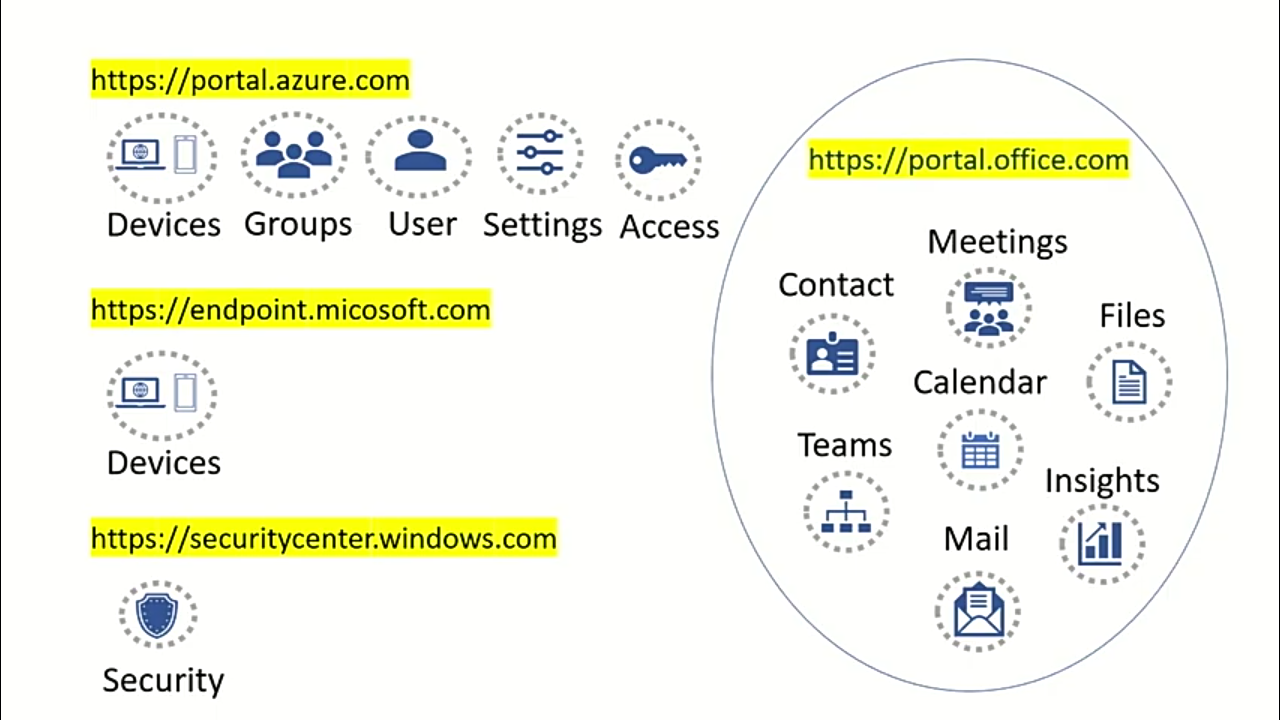 https://portal.azure.com
Devices Groups User Settings Access
https://endpoint.micosoft.com
Devices
https://securitycenter.windows.com
Security
https://portal.office.com
Meetings
Contact
Files
Calendar
Teams
Insights
Mail